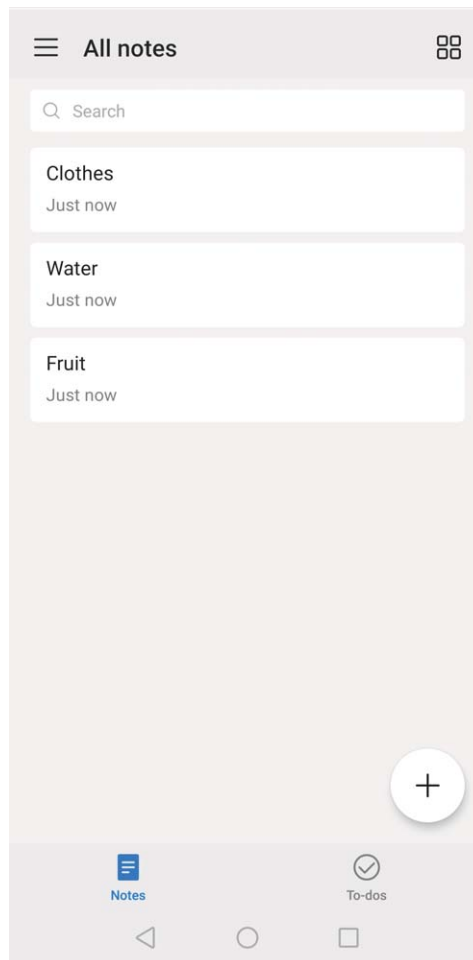 All notes
Search
Clothes
Just now
Water
Just now
Fruit
Just now
Notes
To-dos